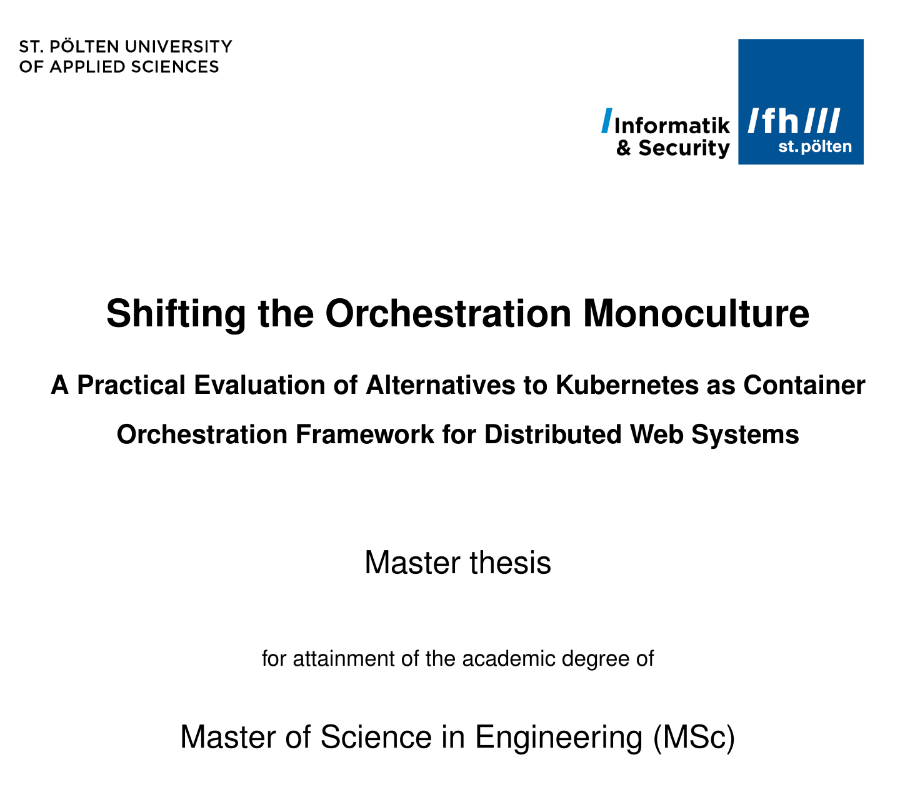 ST. PÖLTEN UNIVERSITY
OF APPLIED SCIENCES
Informatik
& Security
/fh///
st.pölten
Shifting the Orchestration Monoculture
A Practical Evaluation of Alternatives to Kubernetes as Container
Orchestration Framework for Distributed Web Systems
Master thesis
for attainment of the academic degree of
Master of Science in Engineering (MSc)